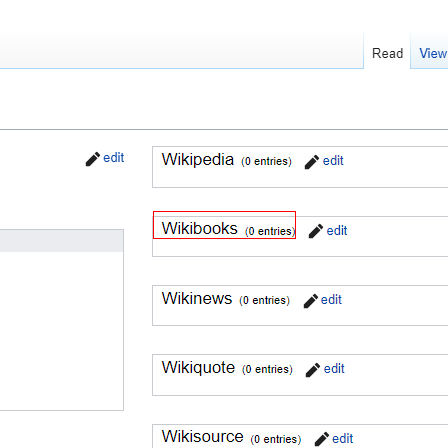 Read View
edit
Wikipedia (0 entries) edit
Wikibooks (0 entries) edit
Wikinews (0 entries) edit
Wikiquote (0 entries) edit
Wikisource (0 entries) edit